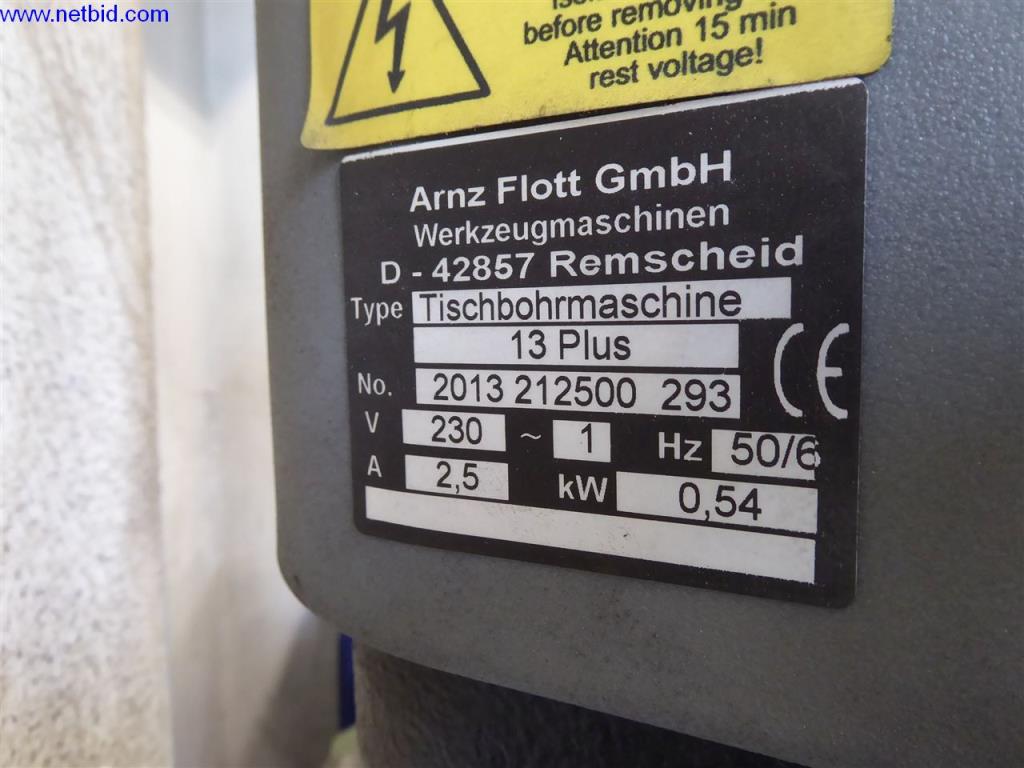 www.netbid.com
before removing
Attention 15 min
rest voltage!
Arnz Flott GmbH
Werkzeugmaschinen
D - 42857 Remscheid
Type Tischbohrmaschine
13 Plus
No. 2013 212500 293
CE
V 230 ~ 1 Hz 50/6
A 2,5 kW 0,54